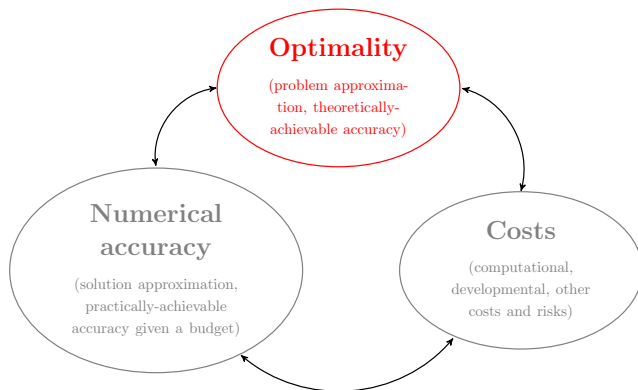 Optimality
(problem approxima-
tion, theoretically-
achievable accuracy)
Numerical
accuracy
(solution approximation,
practically-achievable
accuracy given a budget)
Costs
(computational,
developmental, other
costs and risks)